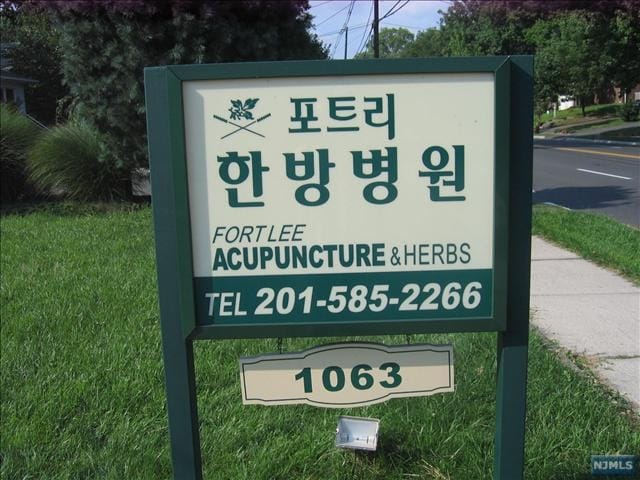 포트리
한방병원
FORT LEE
ACUPUNCTURE & HERBS
TEL 201-585-2266
1063
NJMLS